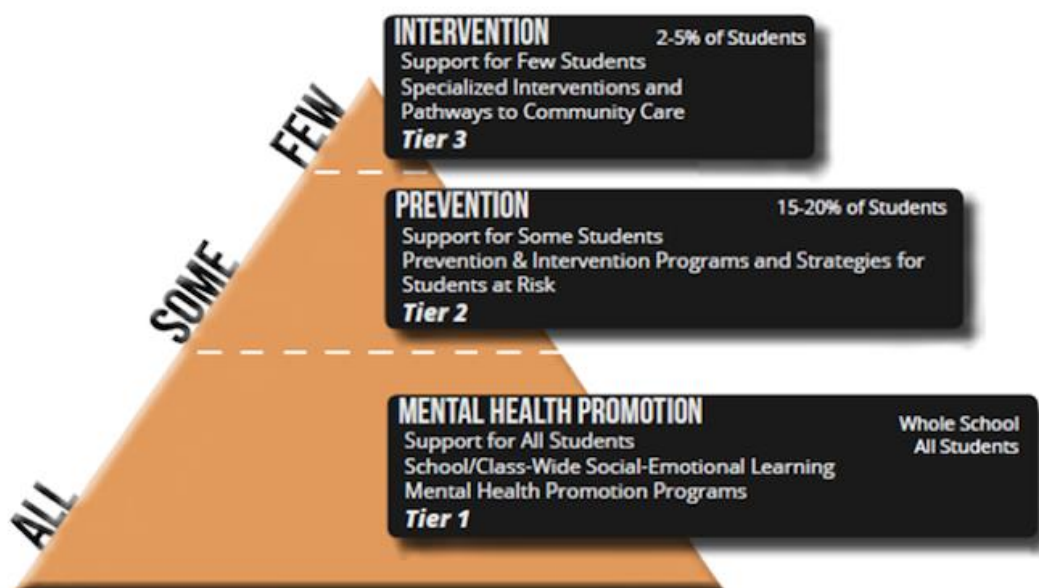 INTERVENTION 2-5% of Students
Support for Few Students
Specialized Interventions and
Pathways to Community Care
Tier 3
FEW
PREVENTION 15-20% of Students
Support for Some Students
Prevention & Intervention Programs and Strategies for
Students at Risk
Tier 2
SOME
MENTAL HEALTH PROMOTION Whole School
All Students
Support for All Students
School/Class-Wide Social-Emotional Learning
Mental Health Promotion Programs
Tier 1
ALL